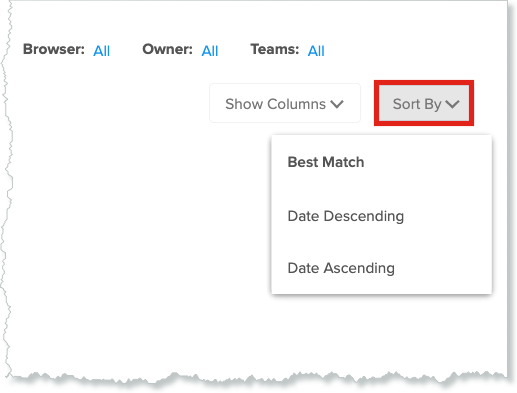 Browser: All Owner: All Teams: All
Show Columns Sort By
Best Match
Date Descending
Date Ascending